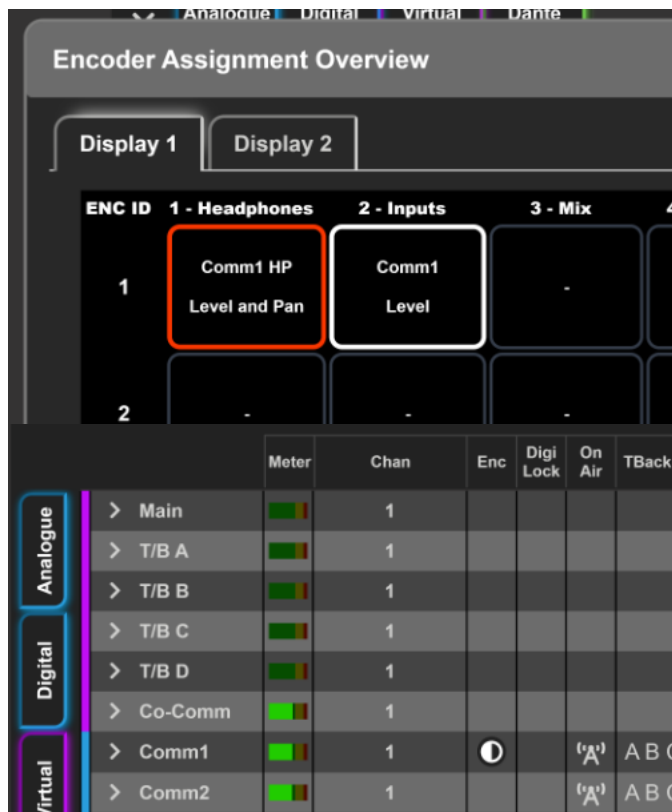 Analogue Digital Virtual Dante
Encoder Assignment Overview
Display 1 Display 2
ENC ID 1 - Headphones 2 - Inputs 3 - Mix 4
1 Comm1 HP Level and Pan Comm1 Level -
2 - - -
Meter Chan Enc Digi Lock On Air TBack
Analogue
Digital
Virtual
> Main 1
> T/B A 1
> T/B B 1
> T/B C 1
> T/B D 1
> Co-Comm 1
> Comm1 1 A B C
> Comm2 1 A B C